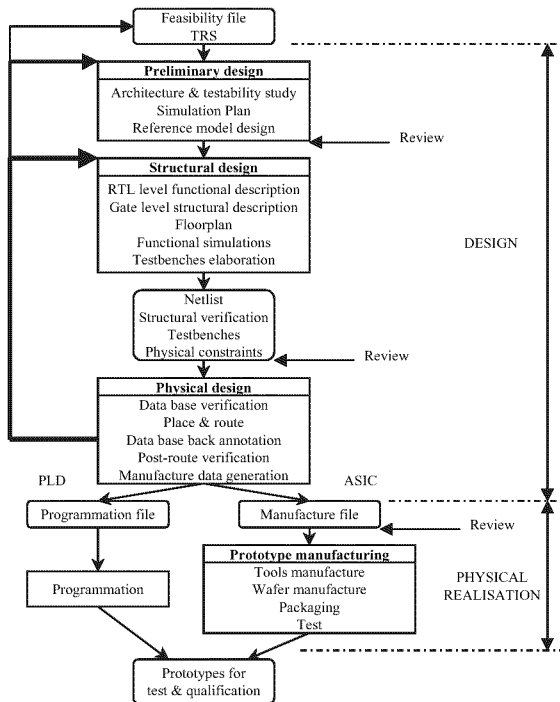 Feasibility file
TRS
Preliminary design
Architecture & testability study
Simulation Plan
Reference model design
Review
Structural design
RTL level functional description
Gate level structural description
Floorplan
Functional simulations
Testbenches elaboration
DESIGN
Netlist
Structural verification
Testbenches
Physical constraints
Review
Physical design
Data base verification
Place & route
Data base back annotation
Post-route verification
Manufacture data generation
PLD
ASIC
Programmation file
Manufacture file
Review
Prototype manufacturing
Tools manufacture
Wafer manufacture
Packaging
Test
Programmation
PHYSICAL
REALISATION
Prototypes for
test & qualification